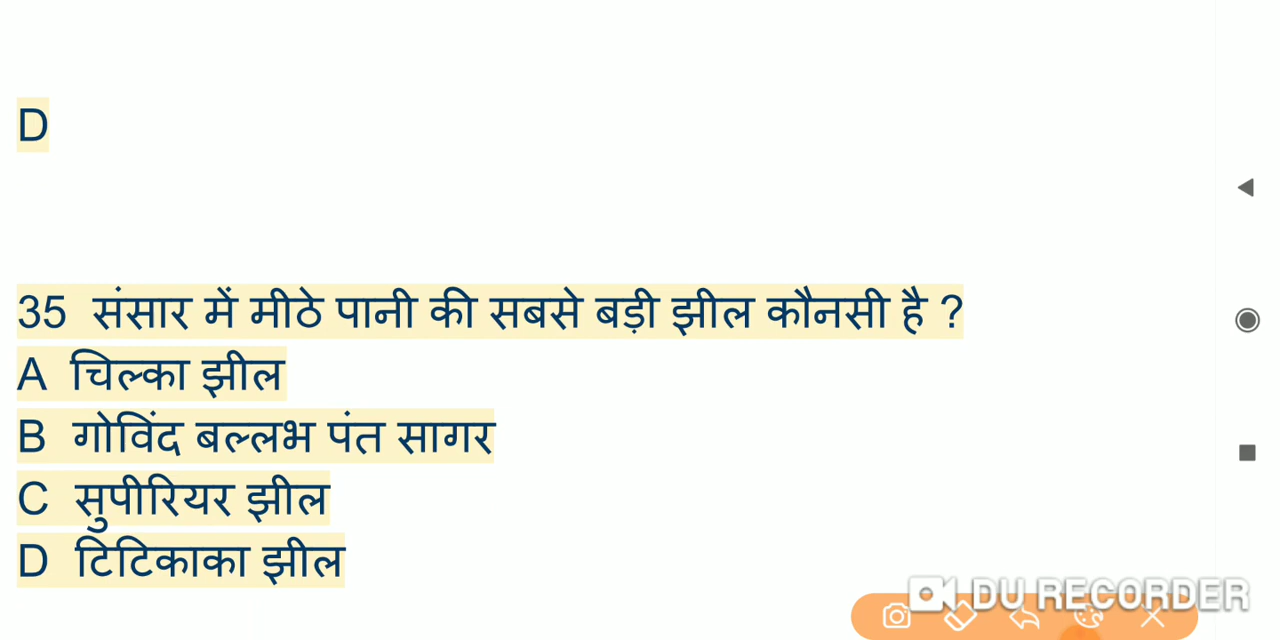 D
35 संसार में मीठे पानी की सबसे बड़ी झील कौनसी है ?
A चिल्का झील
B गोविंद बल्लभ पंत सागर
C सुपीरियर झील
D टिटिकाका झील
DU RECORDER